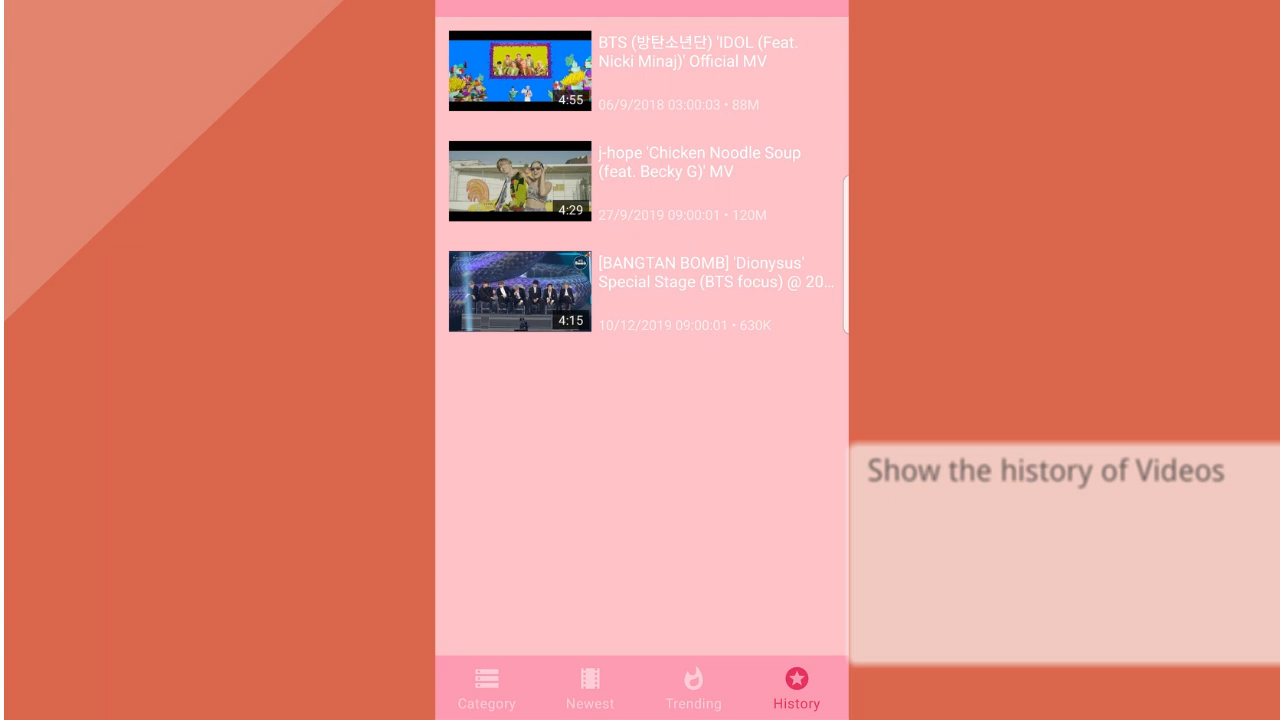 BTS (방탄소년단) 'IDOL (Feat.
Nicki Minaj)' Official MV
4:55
06/9/2018 03:00:03 • 88M
j-hope 'Chicken Noodle Soup
(feat. Becky G)' MV
4:29
27/9/2019 09:00:01 • 120M
[BANGTAN BOMB] 'Dionysus'
Special Stage (BTS focus) @ 20...
4:15
10/12/2019 09:00:01 • 630K
Show the history of Videos
Category
Newest
Trending
History